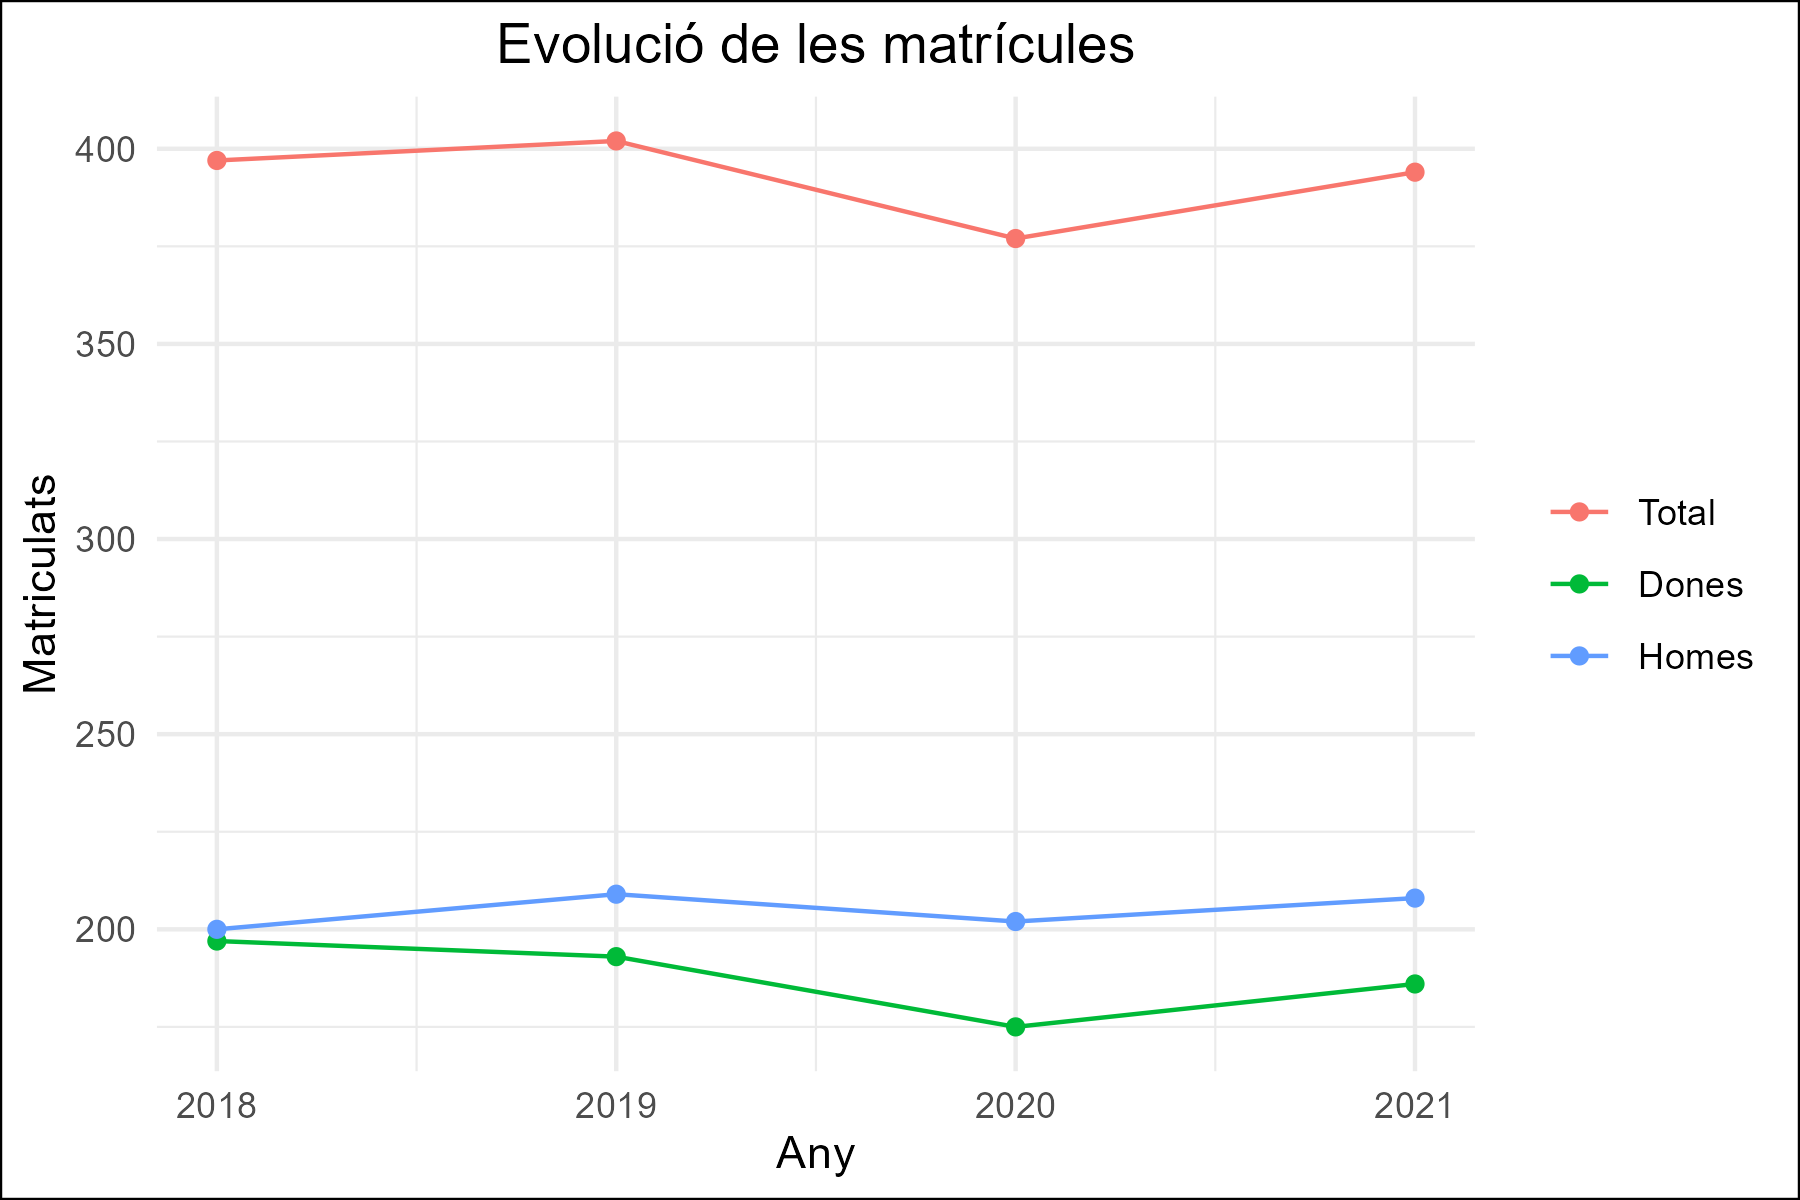 Evolució de les matrícules
400
350
300
250
200
Matriculats
2018
2019
2020
2021
Any
Total
Dones
Homes